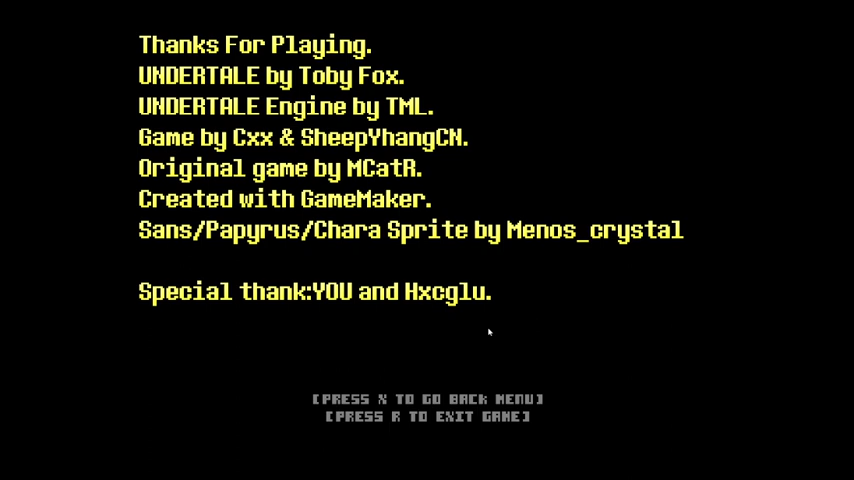 Thanks For Playing.
UNDERTALE by Toby Fox.
UNDERTALE Engine by TML.
Game by Cxx & SheepYhangCN.
Original game by MCatR.
Created with GameMaker.
Sans/Papyrus/Chara Sprite by Menos_crystal
Special thank:YOU and Hxcglu.
[PRESS X TO GO BACK MENU]
[PRESS R TO EXIT GAME]